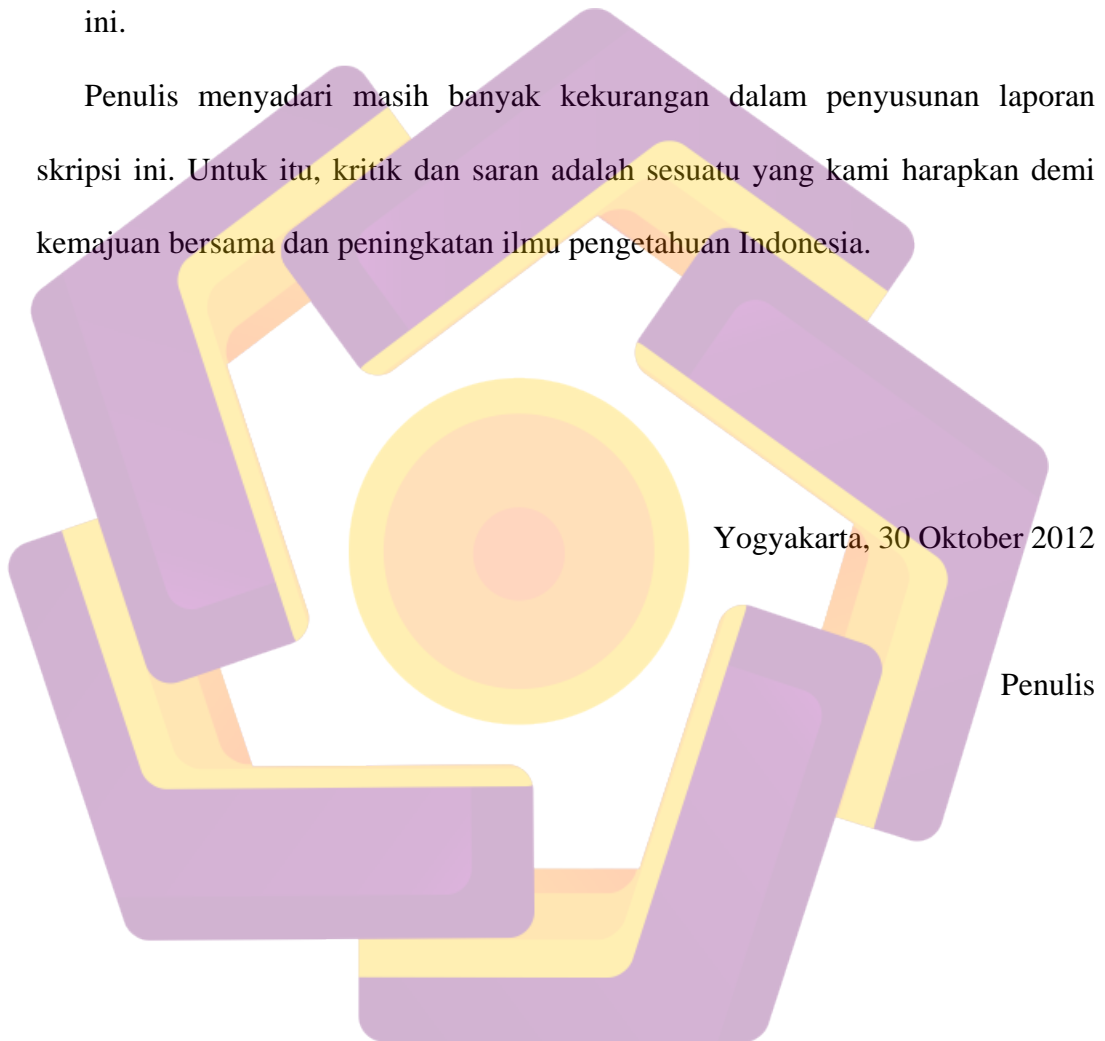 ini.
Penulis menyadari masih banyak kekurangan dalam penyusunan laporan
skripsi ini. Untuk itu, kritik dan saran adalah sesuatu yang kami harapkan demi
kemajuan bersama dan peningkatan ilmu pengetahuan Indonesia.
Yogyakarta, 30 Oktober 2012
Penulis